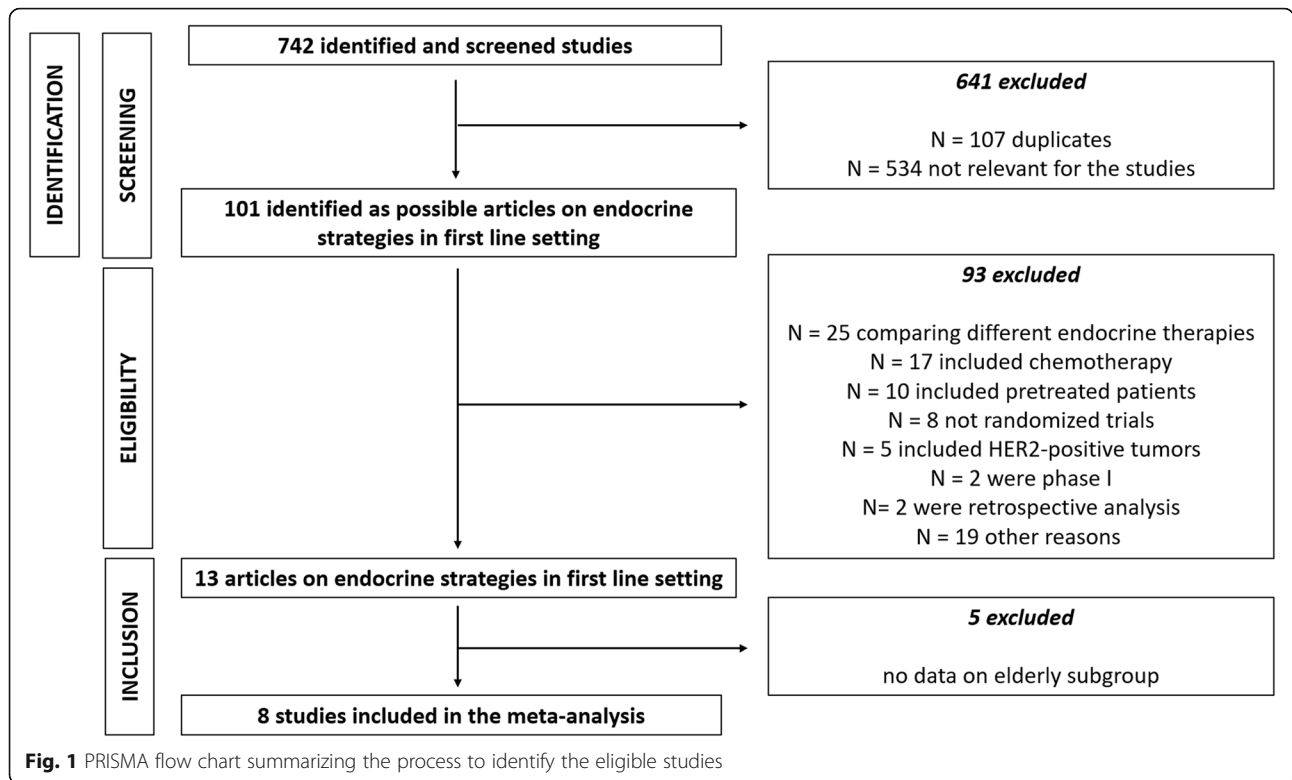 742 identified and screened studies
IDENTIFICATION
SCREENING
641 excluded
N = 107 duplicates
N = 534 not relevant for the studies
101 identified as possible articles on endocrine
strategies in first line setting
ELIGIBILITY
93 excluded
N = 25 comparing different endocrine therapies
N = 17 included chemotherapy
N = 10 included pretreated patients
N = 8 not randomized trials
N = 5 included HER2-positive tumors
N = 2 were phase I
N= 2 were retrospective analysis
N = 19 other reasons
13 articles on endocrine strategies in first line setting
INCLUSION
5 excluded
no data on elderly subgroup
8 studies included in the meta-analysis
Fig. 1 PRISMA flow chart summarizing the process to identify the eligible studies